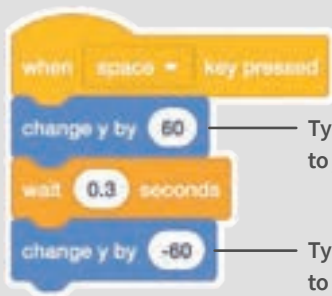 when space key pressed
change y by 60
Ty
to
wait 0.3 seconds
change y by -60
Ty
to